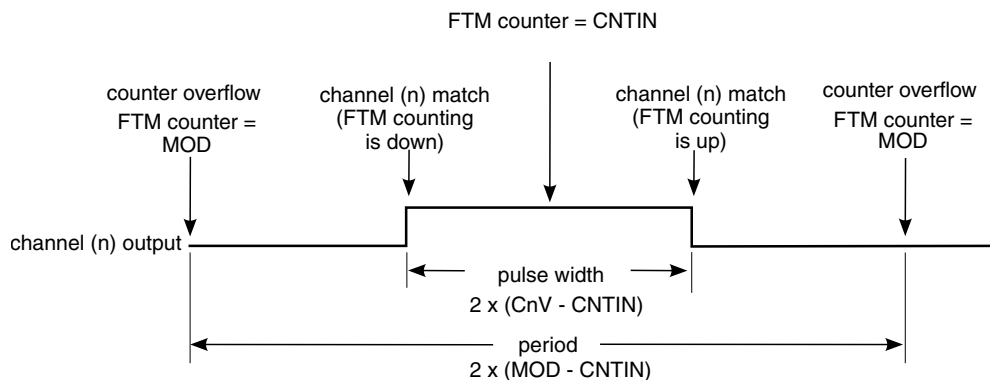 FTM counter = CNTIN
counter overflow
FTM counter =
MOD
channel (n) match
(FTM counting
is down)
channel (n) match
(FTM counting
is up)
counter overflow
FTM counter =
MOD
channel (n) output
pulse width
2 x (CnV - CNTIN)
period
2 x (MOD - CNTIN)